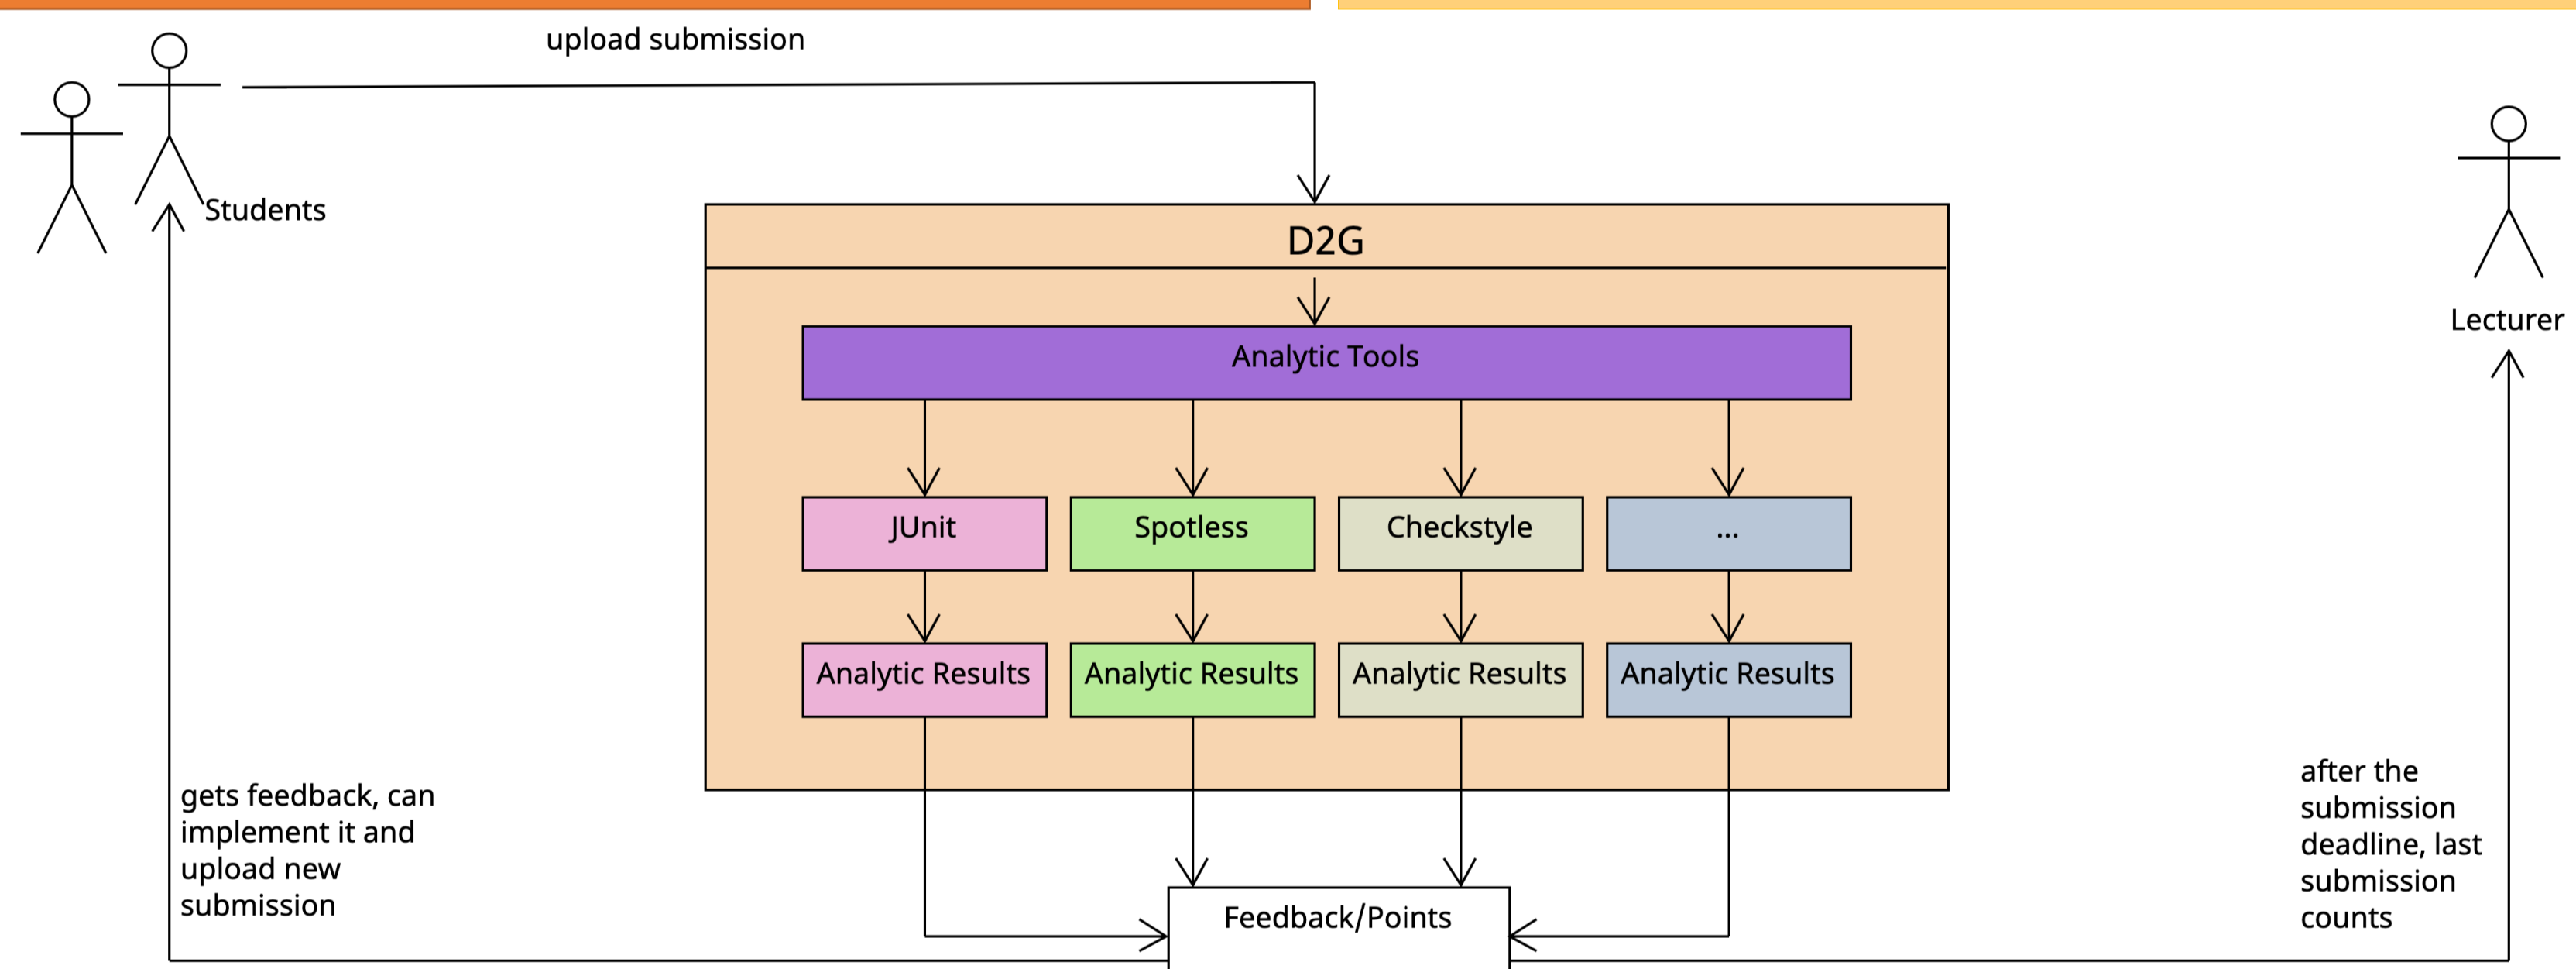 upload submission
Students
Lecturer
D2G
Analytic Tools
JUnit
Spotless
Checkstyle
...
Analytic Results
Analytic Results
Analytic Results
Analytic Results
gets feedback, can
implement it and
upload new
submission
after the
submission
deadline, last
submission
counts
Feedback/Points